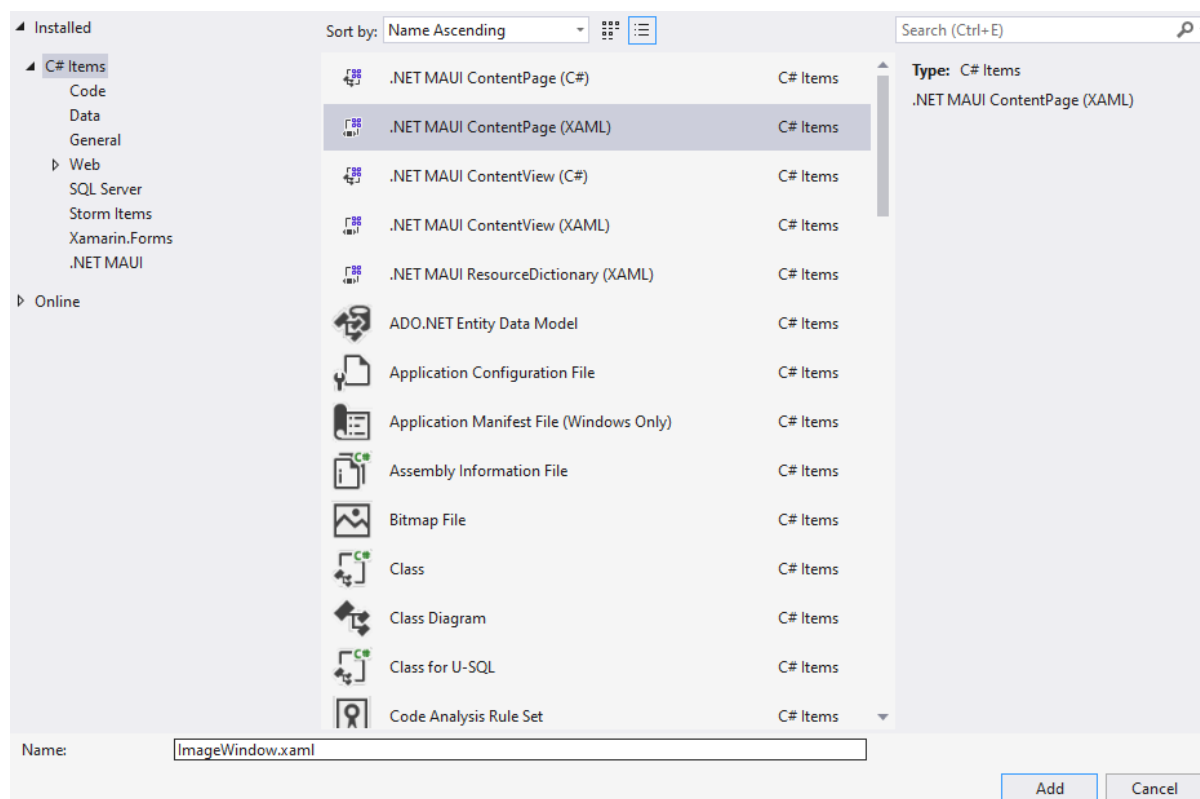 Installed
C# Items
Code
Data
General
Web
SQL Server
Storm Items
Xamarin.Forms
.NET MAUI
Online
Sort by: Name Ascending
.NET MAUI ContentPage (C#) C# Items
.NET MAUI ContentPage (XAML) C# Items
.NET MAUI ContentView (C#) C# Items
.NET MAUI ContentView (XAML) C# Items
.NET MAUI ResourceDictionary (XAML) C# Items
ADO.NET Entity Data Model C# Items
Application Configuration File C# Items
Application Manifest File (Windows Only) C# Items
Assembly Information File C# Items
Bitmap File C# Items
Class C# Items
Class Diagram C# Items
Class for U-SQL C# Items
Code Analysis Rule Set C# Items
Search (Ctrl+E)
Type: C# Items
.NET MAUI ContentPage (XAML)
Name: ImageWindow.xaml
Add Cancel